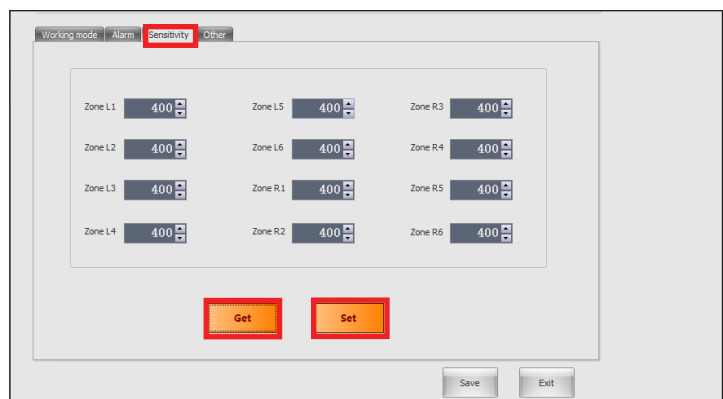 Working mode Alarm Sensitivity Other
Zone L1 400 Zone L5 400 Zone R3 400
Zone L2 400 Zone L6 400 Zone R4 400
Zone L3 400 Zone R1 400 Zone R5 400
Zone L4 400 Zone R2 400 Zone R6 400
Get Set
Save Exit